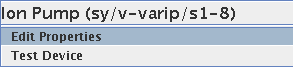 Ion Pump (sy/v-varip/s1-8)
Edit Properties
Test Device